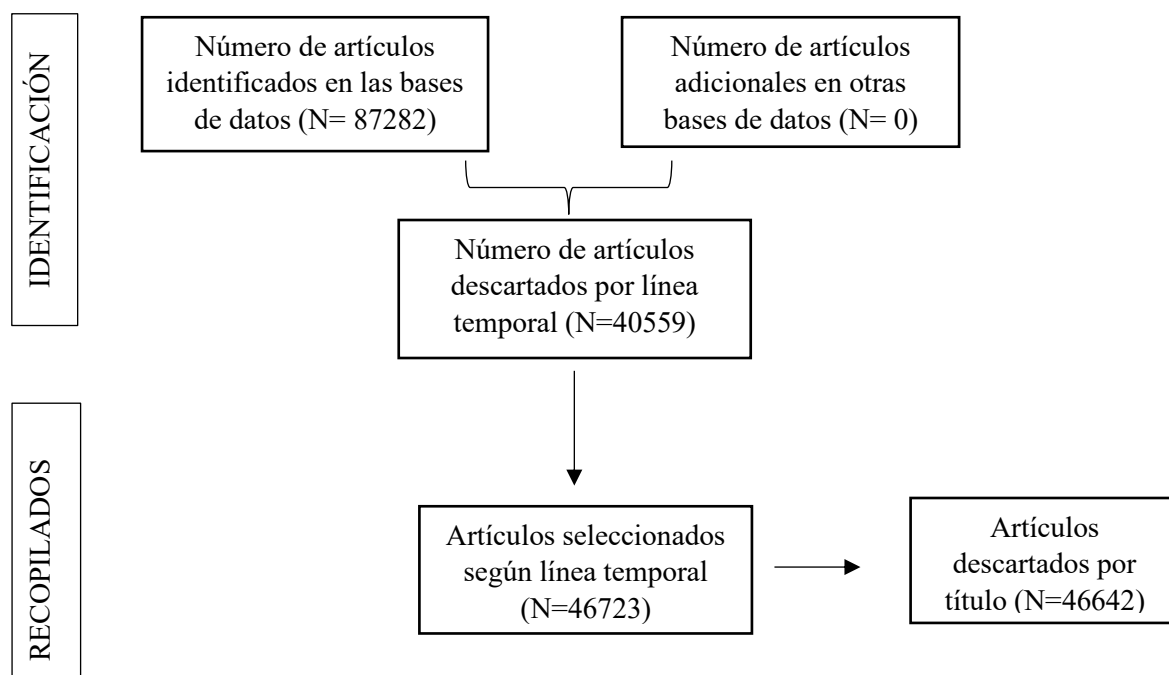 IDENTIFICACIÓN
Número de artículos
identificados en las bases
de datos (N= 87282)
Número de artículos
adicionales en otras
bases de datos (N= 0)
Número de artículos
descartados por línea
temporal (N=40559)
RECOPILADOS
Artículos seleccionados
según línea temporal
(N=46723)
Artículos
descartados por
título (N=46642)